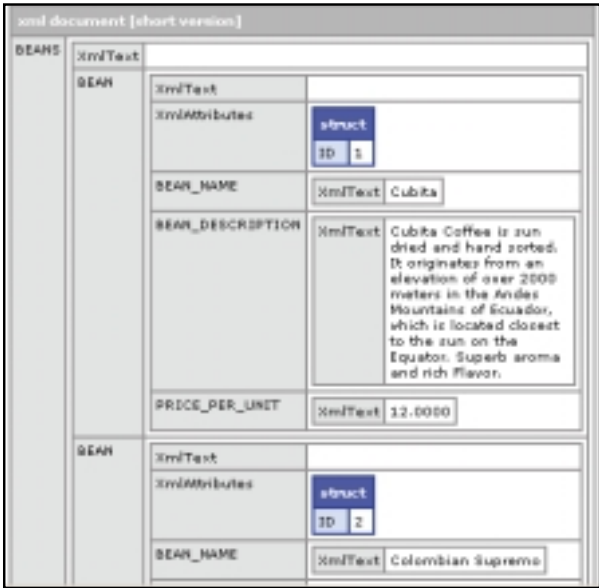 xml document [short version]
BEANS XmlText
BEAN XmlText
XmlAttributes struct
ID 1
BEAN_NAME XmlText Cubita
BEAN_DESCRIPTION XmlText Cubita Coffee is sun
dried and hand sorted.
It originates from an
elevation of over 2000
meters in the Andes
Mountains of Ecuador,
which is located closest
to the sun on the
Equator. Superb aroma
and rich Flavor.
PRICE_PER_UNIT XmlText 12.0000
BEAN XmlText
XmlAttributes struct
ID 2
BEAN_NAME XmlText Colombian Supremo